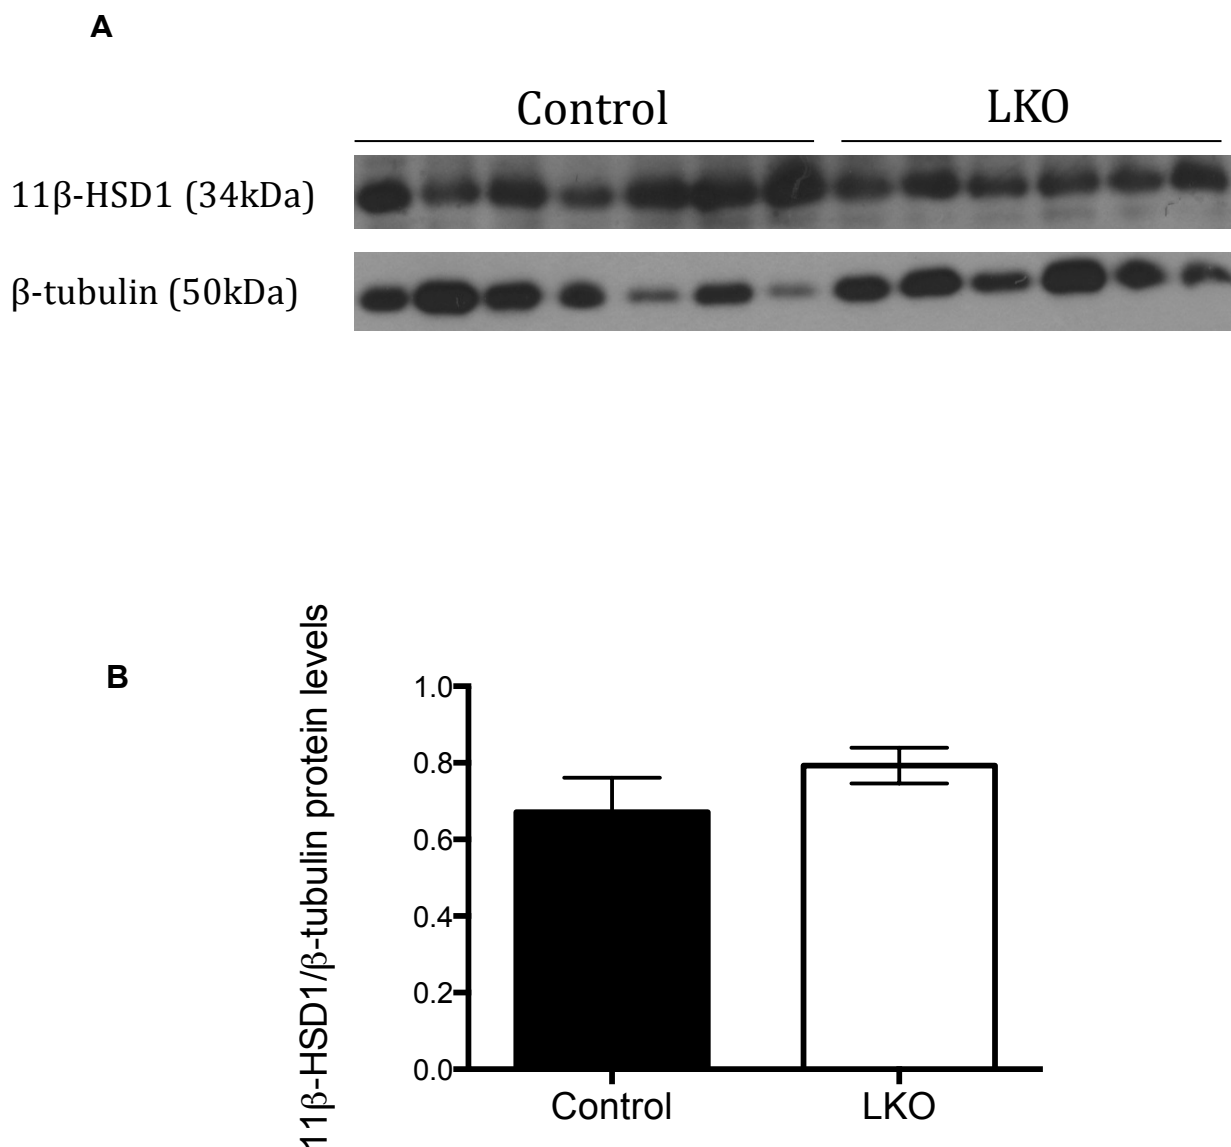 A
Control LKO
11β-HSD1 (34kDa)
β-tubulin (50kDa)
B
11β-HSD1/β-tubulin protein levels
1.0
0.8
0.6
0.4
0.2
0.0
Control LKO